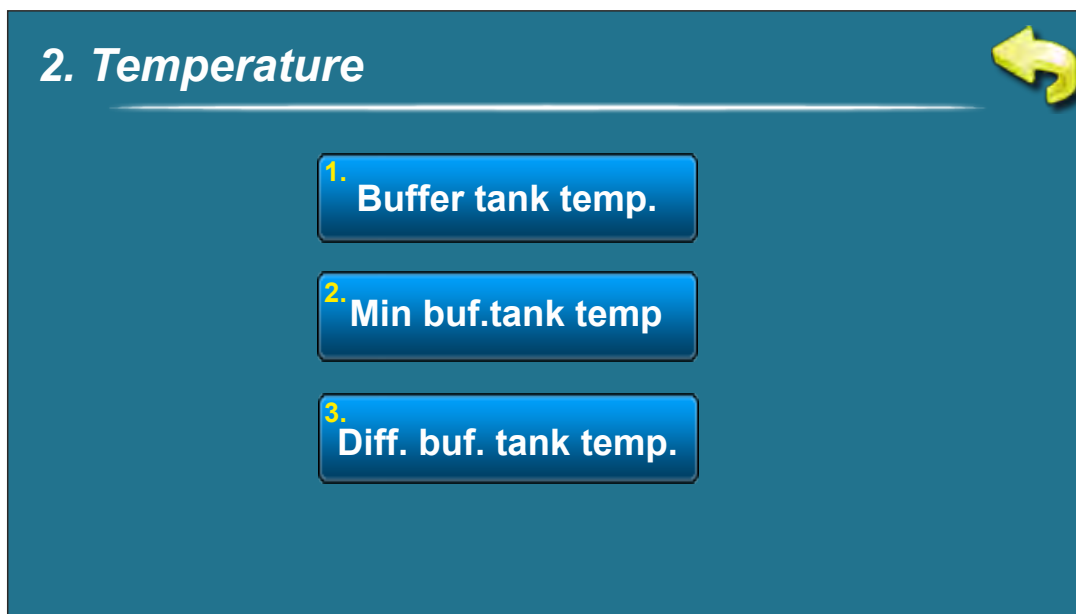 2. Temperature
1.
Buffer tank temp.
2.
Min buf.tank temp
3.
Diff. buf. tank temp.